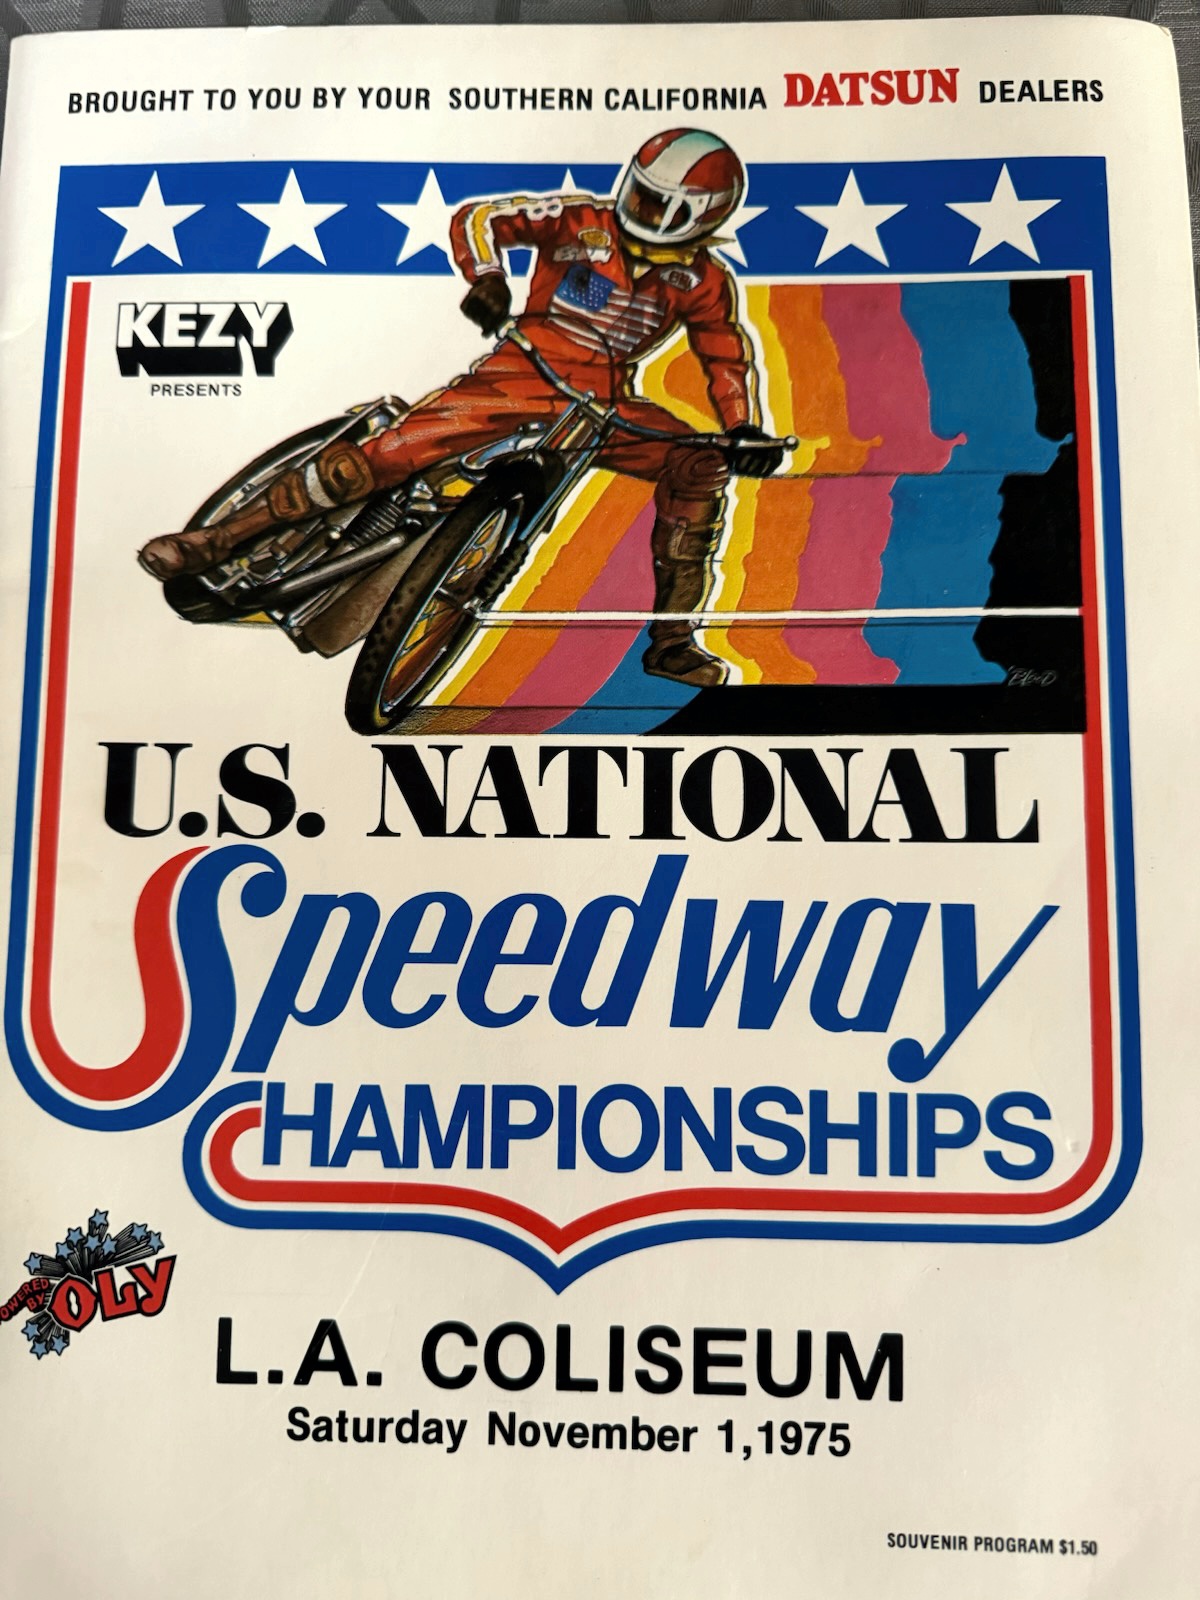 BROUGHT TO YOU BY YOUR SOUTHERN CALIFORNIA DATSUN DEALERS
KEZY
PRESENTS
U.S. NATIONAL
Speedway
CHAMPIONSHIPS
POWERED
BY
OLY
L.A. COLISEUM
Saturday November 1,1975
SOUVENIR PROGRAM $1.50